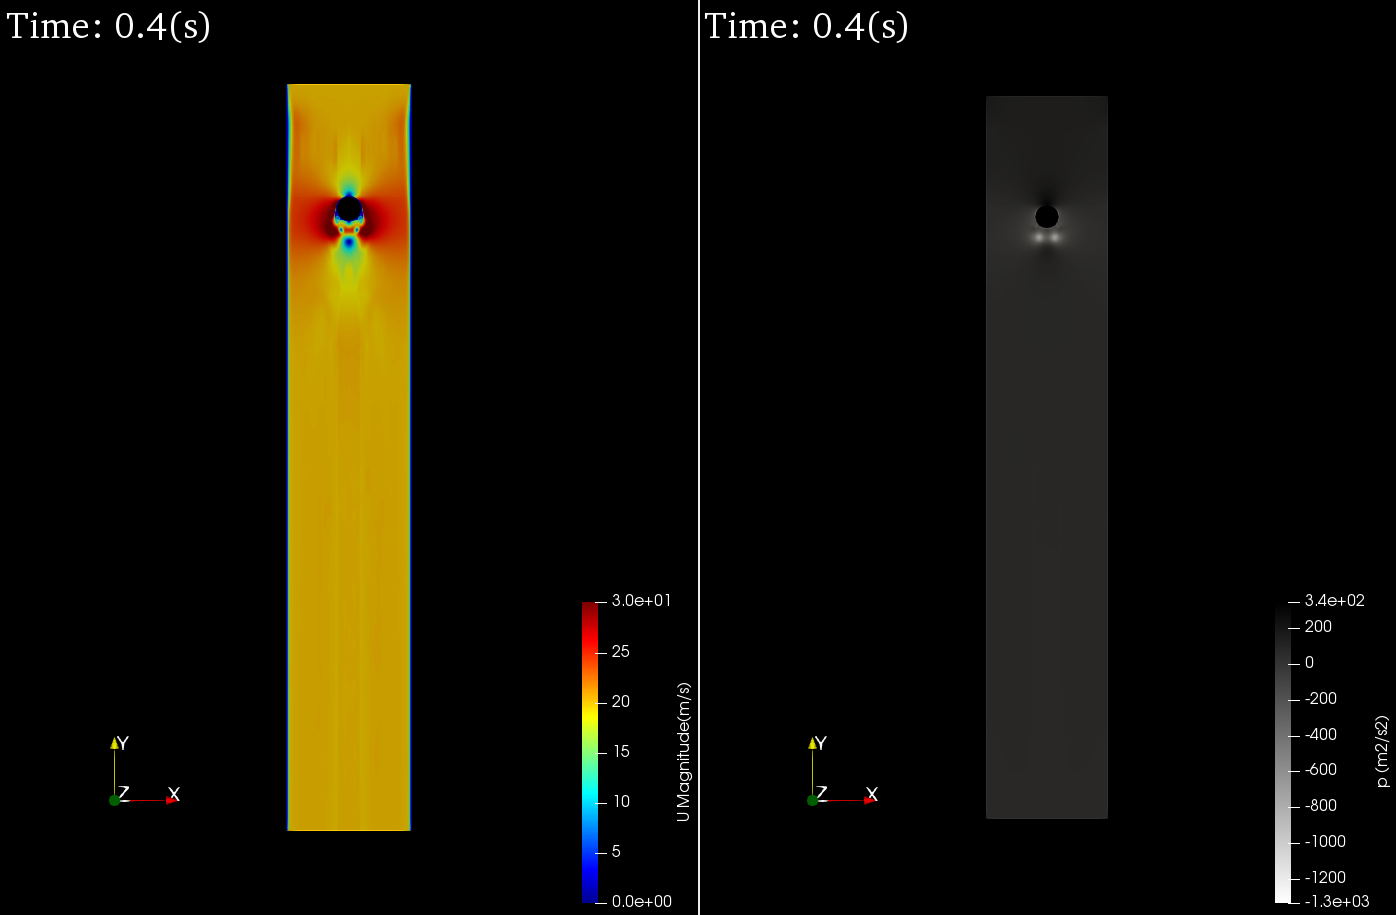 Time: 0.4(s)
3.0e+01
25
20
15
10
5
0.0e+00
U Magnitude(m/s)
Y
Z
X
Time: 0.4(s)
3.4e+02
200
0
-200
-400
-600
-800
-1000
-1200
-1.3e+03
p (m2/s2)
Y
Z
X